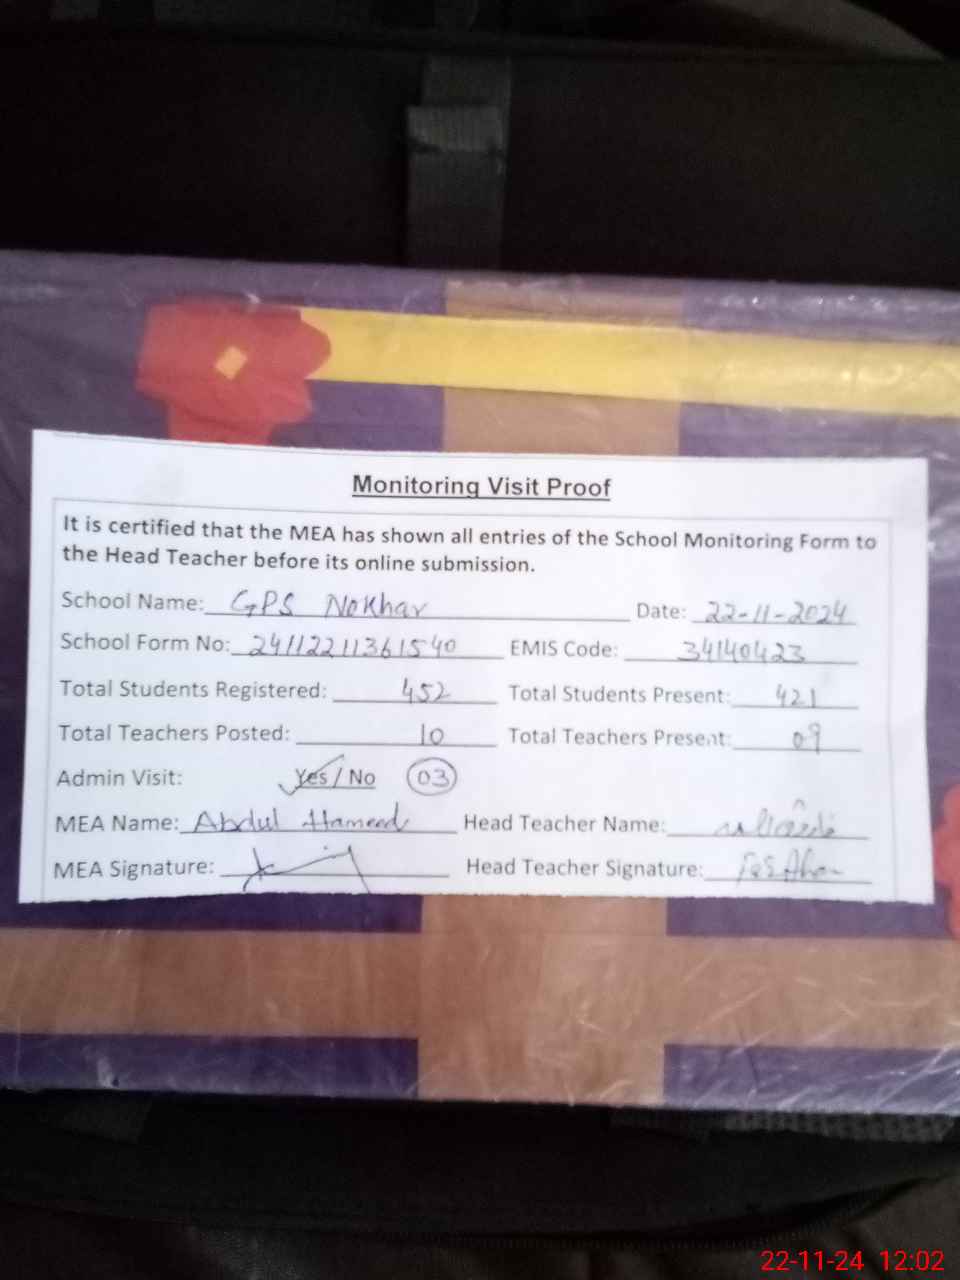 Monitoring Visit Proof
It is certified that the MEA has shown all entries of the School Monitoring Form to
the Head Teacher before its online submission.
School Name: GPS Nokhar Date: 22-11-2024
School Form No: 24112211361540 EMIS Code: 34140423
Total Students Registered: 452 Total Students Present: 421
Total Teachers Posted: 10 Total Teachers Present: 09
Admin Visit: Yes / No 03
MEA Name: Abdul Hameed Head Teacher Name:
MEA Signature: Head Teacher Signature:
22-11-24 12:02